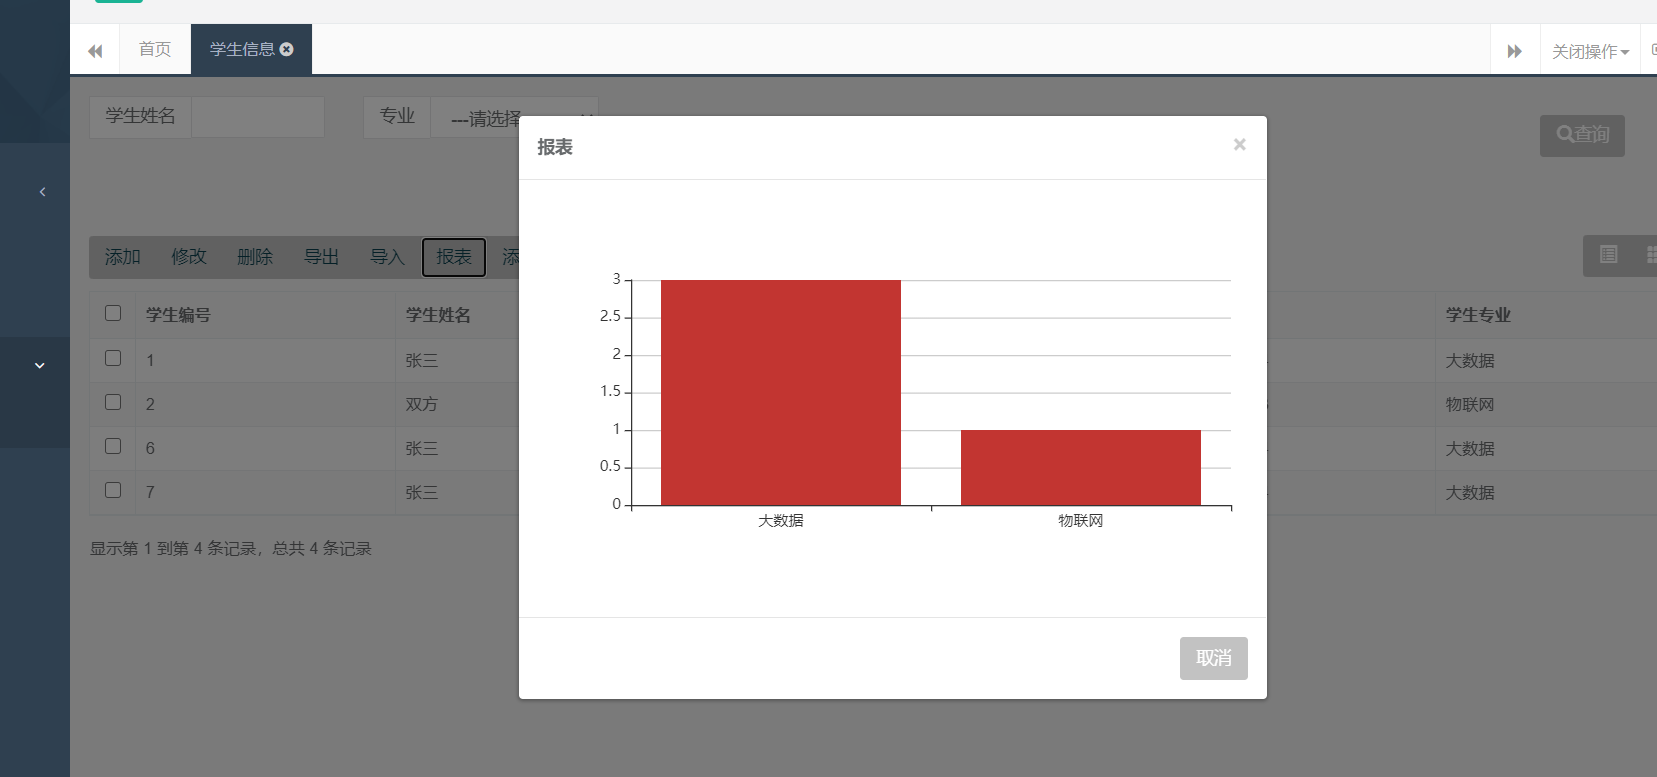 首页 学生信息 关闭操作
学生姓名 专业 ---请选择 查询
报表 ×
添加 修改 删除 导出 导入 报表 添
学生编号 学生姓名 学生专业
1 张三 大数据
2 双方 物联网
6 张三 大数据
7 张三 大数据
显示第 1 到第 4 条记录，总共 4 条记录
3
2.5
2
1.5
1
0.5
0
大数据 物联网
取消